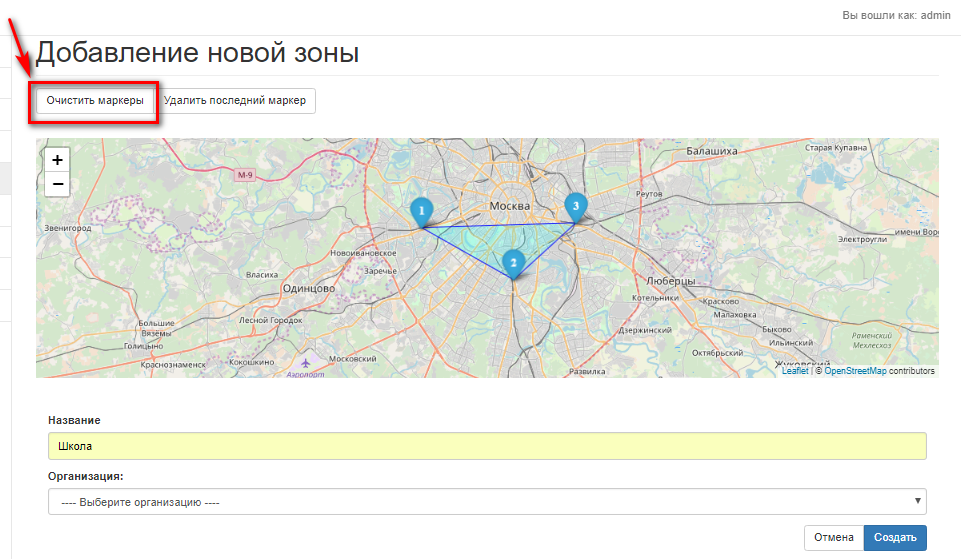 Вы вошли как: admin
Добавление новой зоны
Очистить маркеры
Удалить последний маркер
+
−
Балашиха
Старая Купавна
М-9
Реутов
Москва
1
3
2
Звенигород
имени Воро
Электроугли
Новоивановское
Заречье
Власиха
Одинцово
Люберцы
Котельники
Красково
Малаховка
Большие
Вязёмы
Голицыно
Лесной Городок
Дзержинский
Быково
Ильинский
Раменский
Мехлесхоз
Октябрьский
Жуковский
Краснознаменск
Кокошкино
Московский
Аэропорт
Развилка
Leaflet | © OpenStreetMap contributors
Название
Школа
Организация:
---- Выберите организацию ----
Отмена
Создать